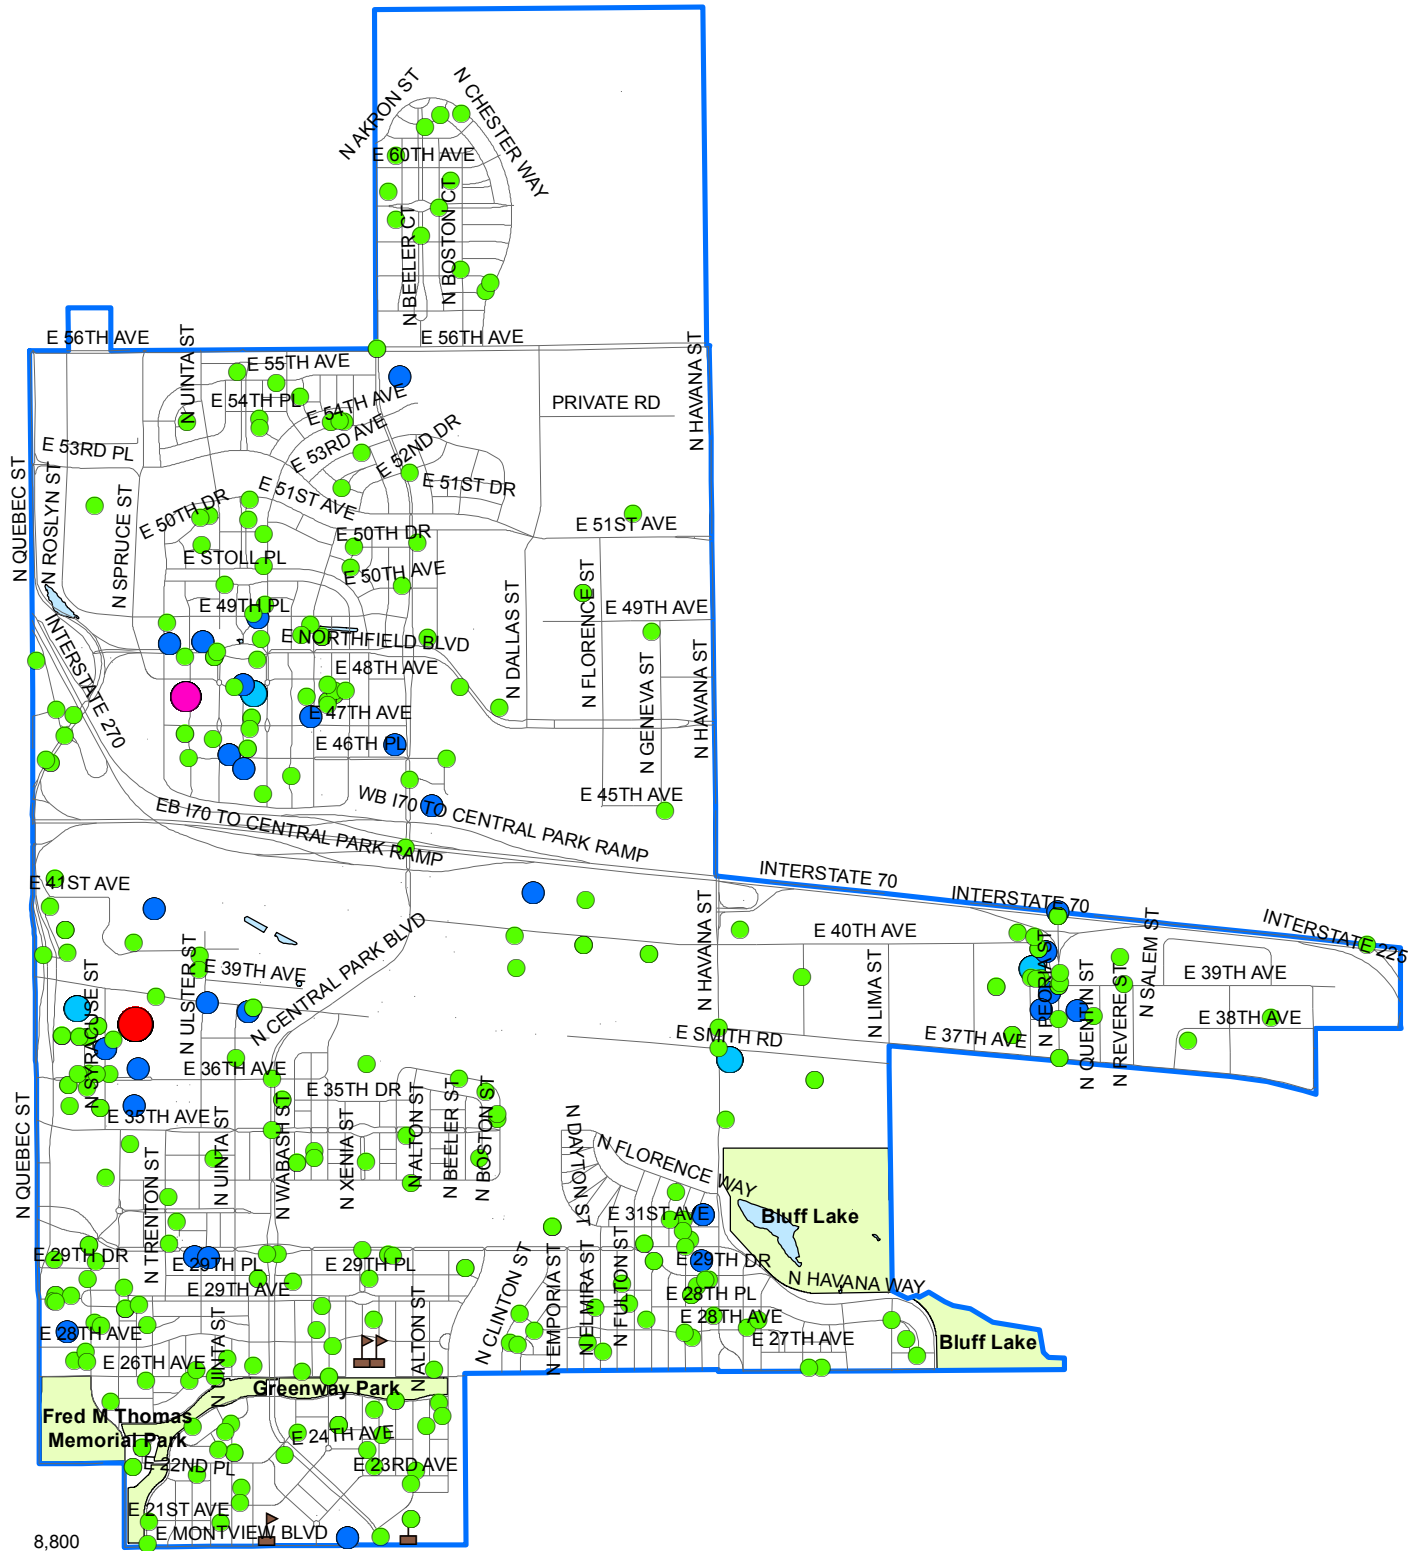 N AKRON ST
N CHESTER WAY
E 60TH AVE
N BEELER CT
N BOSTON CT
E 56TH AVE
E 56TH AVE
N UINTA ST
E 55TH AVE
E 54TH PL
E 54TH AVE
PRIVATE RD
N HAVANA ST
E 53RD PL
E 53RD AVE
E 52ND DR
E 51ST DR
E 51ST AVE
E 50TH DR
N QUEBEC ST
N ROSLYN ST
N SPRUCE ST
E 51ST AVE
E 50TH DR
E STOLL PL
E 50TH AVE
E 49TH PL
N DALLAS ST
N FLORENCE ST
E 49TH AVE
E NORTHFIELD BLVD
E 48TH AVE
INTERSTATE 270
N GENEVA ST
N HAVANA ST
E 47TH AVE
E 46TH PL
E 45TH AVE
EB I70 TO CENTRAL PARK RAMP
WB I70 TO CENTRAL PARK RAMP
INTERSTATE 70
INTERSTATE 70
INTERSTATE 225
E 41ST AVE
N HAVANA ST
E 40TH AVE
N CENTRAL PARK BLVD
N ULSTER ST
E 39TH AVE
N SYRACUSE ST
N LIMA ST
N PEORIA ST
N QUENTIN ST
N REVERE ST
N SALEM ST
E 39TH AVE
E 38TH AVE
E SMITH RD
E 37TH AVE
E 36TH AVE
E 35TH DR
E 35TH AVE
N QUEBEC ST
N UINTA ST
N WABASH ST
N XENIA ST
N ALTON ST
N BEELER ST
N BOSTON ST
N DAYTON ST
N FLORENCE WAY
N TRENTON ST
E 31ST AVE
Bluff Lake
E 29TH DR
E 29TH PL
E 29TH PL
E 29TH DR
E 29TH AVE
N HAVANA WAY
E 28TH PL
N CLINTON ST
N EMPORIA ST
N ELMIRA ST
N FULTON ST
E 28TH AVE
E 28TH AVE
E 27TH AVE
Bluff Lake
N UINTA ST
N ALTON ST
E 26TH AVE
Greenway Park
Fred M Thomas
Memorial Park
E 24TH AVE
E 22ND PL
E 23RD AVE
E 21ST AVE
E MONTVIEW BLVD
8,800